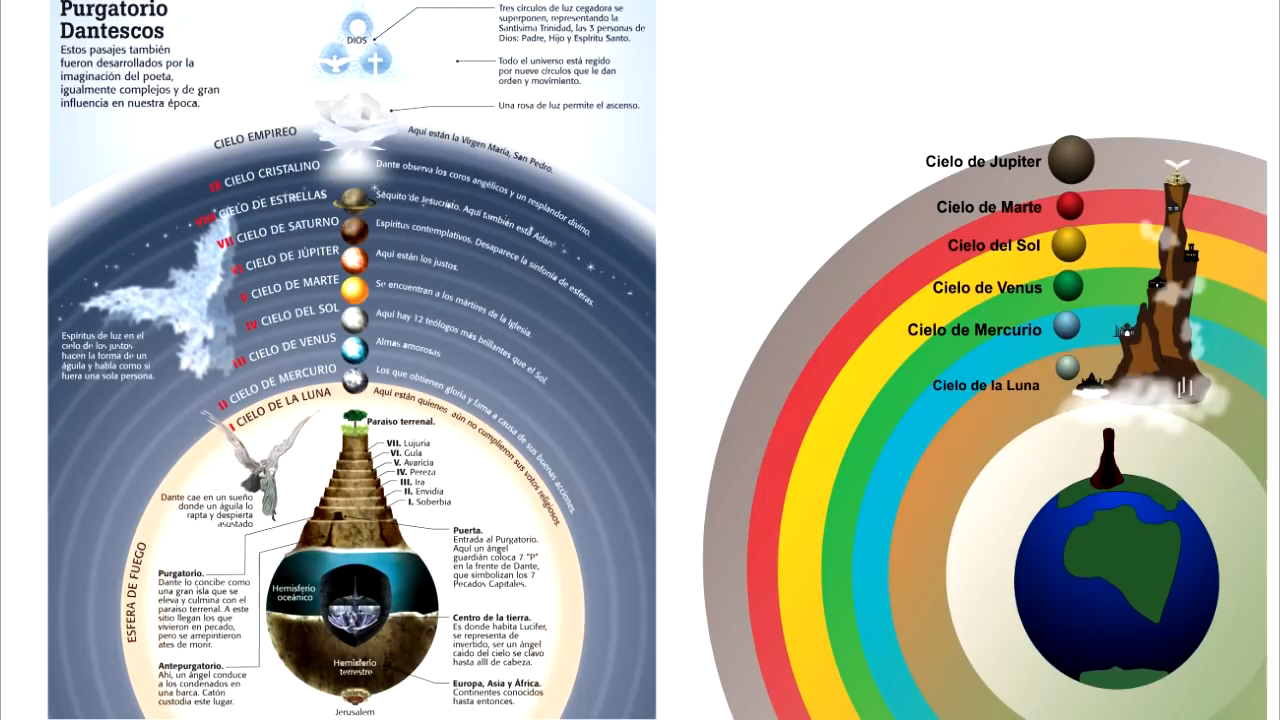 Purgatorio
Dantescos
Estos pasajes también
fueron desarrollados por la
imaginación del poeta,
igualmente complejos y de gran
influencia en nuestra época.
DIOS
Tres círculos de luz cegadora se
superponen, representando la
Santísima Trinidad, las 3 personas de
Dios: Padre, Hijo y Espíritu Santo.
Todo el universo está regido
por nueve círculos que le dan
orden y movimiento.
Una rosa de luz permite el ascenso.
CIELO EMPIREO
Aquí están la Virgen María, San Pedro.
IX CIELO CRISTALINO
Dante observa los coros angélicos y un resplandor divino.
VIII CIELO DE ESTRELLAS
Séquito de Jesucristo. Aquí también está Adán.
VII CIELO DE SATURNO
Espíritus contemplativos. Desaparece la sinfonía de esferas.
VI CIELO DE JÚPITER
Aquí están los justos.
V CIELO DE MARTE
Se encuentran a los mártires de la Iglesia.
IV CIELO DEL SOL
Aquí hay 12 teólogos más brillantes que el Sol.
III CIELO DE VENUS
Almas amorosas
II CIELO DE MERCURIO
Los que obtienen gloria y fama a causa de sus buenas acciones.
I CIELO DE LA LUNA
Aquí están quienes aún no cumplieron sus votos religiosos.
Espíritus de luz en el
cielo de los justos
hacen la forma de un
águila y habla como si
fuera una sola persona.
Paraíso terrenal.
VII. Lujuria
VI. Gula
V. Avaricia
IV. Pereza
III. Ira
II. Envidia
I. Soberbia
Dante cae en un sueño
donde un águila lo
rapta y despierta
asustado
Puerta.
Entrada al Purgatorio.
Aquí un ángel
guardián coloca 7 "P"
en la frente de Dante,
que simbolizan los 7
Pecados Capitales.
ESFERA DE FUEGO
Purgatorio.
Dante lo concibe como
una gran isla que se
eleva y culmina con el
paraíso terrenal. A este
sitio llegan los que
vivieron en pecado,
pero se arrepintieron
ates de morir.
Antepurgatorio.
Ahí, un ángel conduce
a los condenados en
una barca. Catón
custodia este lugar.
Hemisferio
oceánico
Hemisferio
terrestre
Jerusalem
Centro de la tierra.
Es donde habita Lucifer,
se representa de
invertido, ser un ángel
caído del cielo se clavo
hasta allí de cabeza.
Europa, Asia y África.
Continentes conocidos
hasta entonces.
Cielo de Jupiter
Cielo de Marte
Cielo del Sol
Cielo de Venus
Cielo de Mercurio
Cielo de la Luna